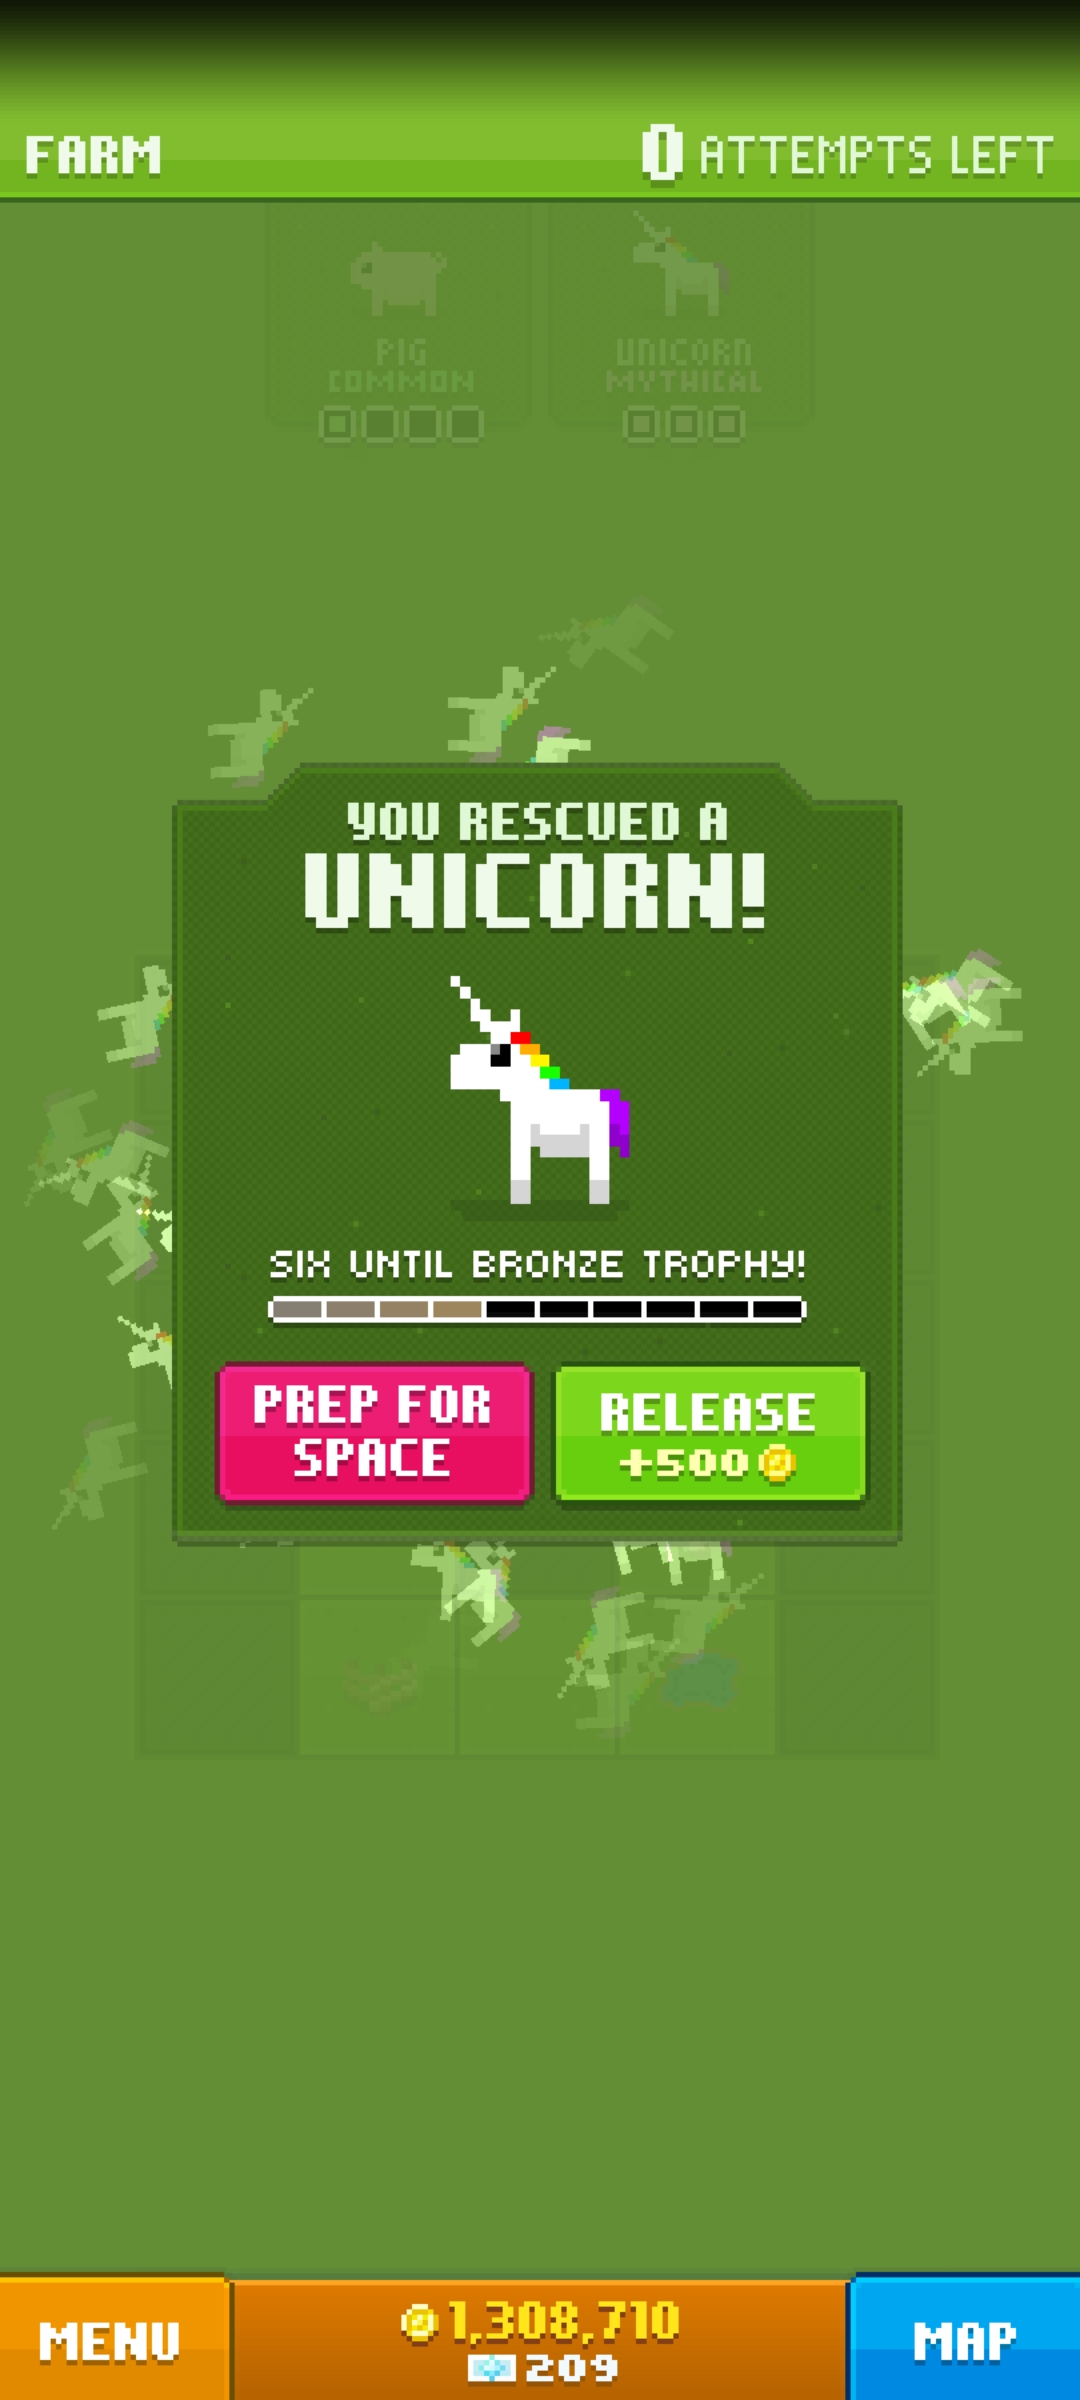 FARM
0 ATTEMPTS LEFT
PIG
COMMON
UNICORN
MYTHICAL
YOU RESCUED A
UNICORN!
SIX UNTIL BRONZE TROPHY!
PREP FOR
SPACE
RELEASE
+500
MENU
1,308,710
209
MAP